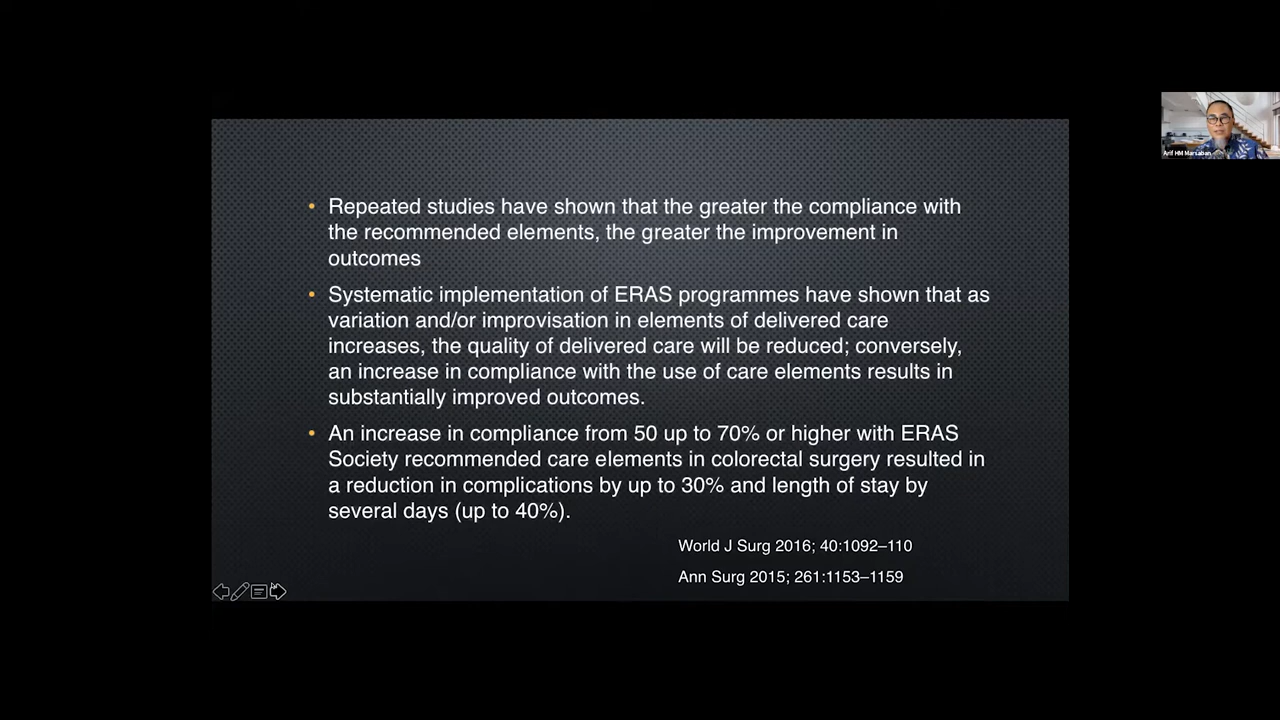 • Repeated studies have shown that the greater the compliance with
the recommended elements, the greater the improvement in
outcomes
• Systematic implementation of ERAS programmes have shown that as
variation and/or improvisation in elements of delivered care
increases, the quality of delivered care will be reduced; conversely,
an increase in compliance with the use of care elements results in
substantially improved outcomes.
• An increase in compliance from 50 up to 70% or higher with ERAS
Society recommended care elements in colorectal surgery resulted in
a reduction in complications by up to 30% and length of stay by
several days (up to 40%).
World J Surg 2016; 40:1092–110
Ann Surg 2015; 261:1153–1159
Arif HM Marsaban